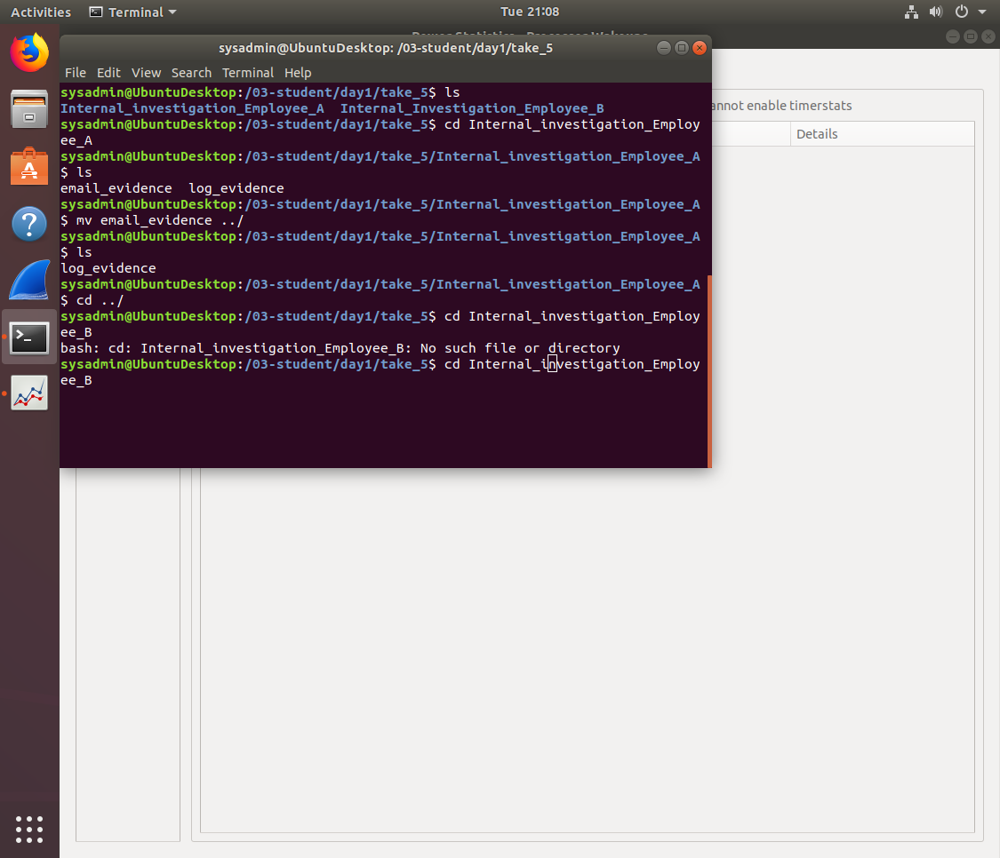 Activities
Terminal
Tue 21:08
sysadmin@UbuntuDesktop: /03-student/day1/take_5
File Edit View Search Terminal Help
sysadmin@UbuntuDesktop:/03-student/day1/take_5$ ls
Internal_investigation_Employee_A  Internal_Investigation_Employee_B
sysadmin@UbuntuDesktop:/03-student/day1/take_5$ cd Internal_investigation_Employ
ee_A
sysadmin@UbuntuDesktop:/03-student/day1/take_5/Internal_investigation_Employee_A
$ ls
email_evidence  log_evidence
sysadmin@UbuntuDesktop:/03-student/day1/take_5/Internal_investigation_Employee_A
$ mv email_evidence ../
sysadmin@UbuntuDesktop:/03-student/day1/take_5/Internal_investigation_Employee_A
$ ls
log_evidence
sysadmin@UbuntuDesktop:/03-student/day1/take_5/Internal_investigation_Employee_A
$ cd ../
sysadmin@UbuntuDesktop:/03-student/day1/take_5$ cd Internal_investigation_Employ
ee_B
bash: cd: Internal_investigation_Employee_B: No such file or directory
sysadmin@UbuntuDesktop:/03-student/day1/take_5$ cd Internal_investigation_Employ
ee_B
annot enable timerstats
Details